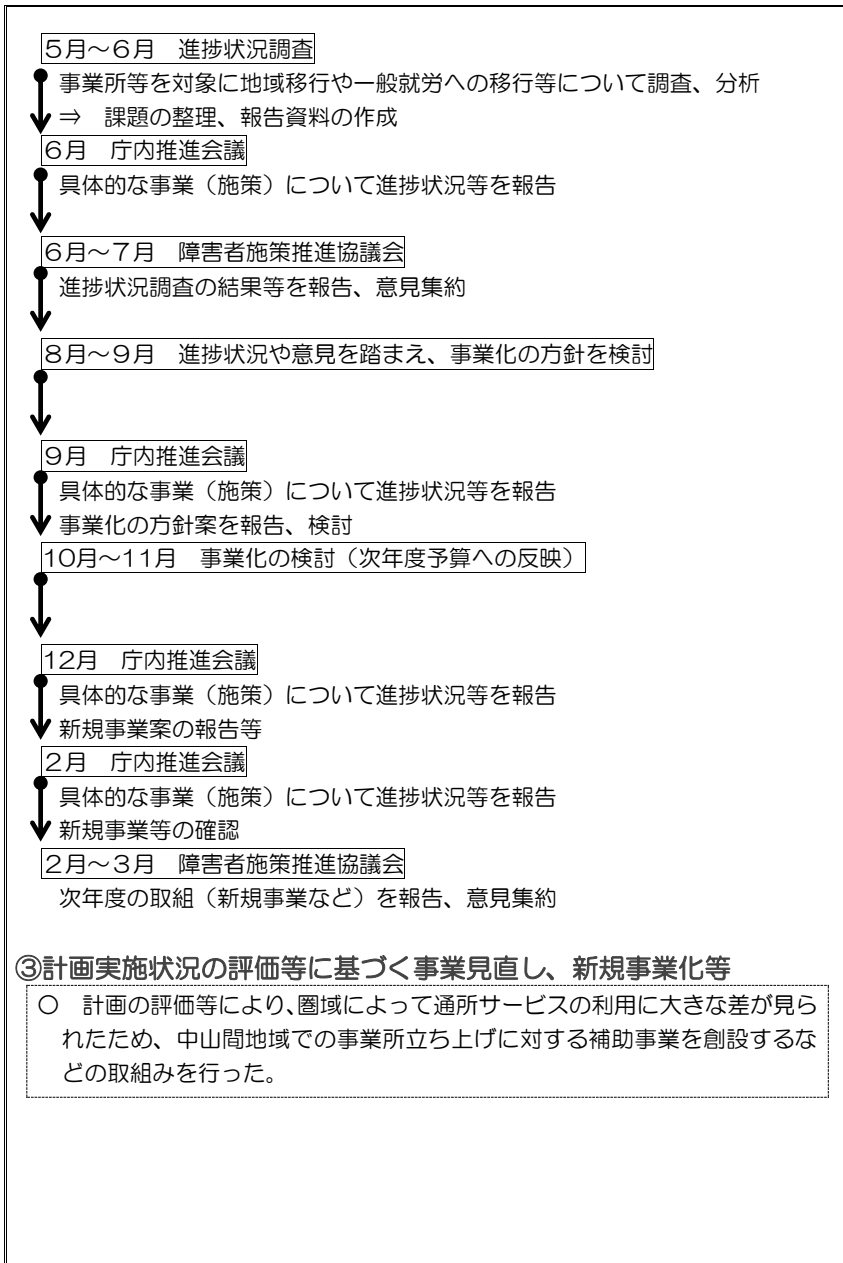 5月～6月　進捗状況調査
事業所等を対象に地域移行や一般就労への移行等について調査、分析
⇒　課題の整理、報告資料の作成
6月　庁内推進会議
具体的な事業（施策）について進捗状況等を報告
6月～7月　障害者施策推進協議会
進捗状況調査の結果等を報告、意見集約
8月～9月　進捗状況や意見を踏まえ、事業化の方針を検討
9月　庁内推進会議
具体的な事業（施策）について進捗状況等を報告
事業化の方針案を報告、検討
10月～11月　事業化の検討（次年度予算への反映）
12月　庁内推進会議
具体的な事業（施策）について進捗状況等を報告
新規事業案の報告等
2月　庁内推進会議
具体的な事業（施策）について進捗状況等を報告
新規事業等の確認
2月～3月　障害者施策推進協議会
次年度の取組（新規事業など）を報告、意見集約
③計画実施状況の評価等に基づく事業見直し、新規事業化等
○　計画の評価等により、圏域によって通所サービスの利用に大きな差が見ら
れたため、中山間地域での事業所立ち上げに対する補助事業を創設するな
どの取組みを行った。